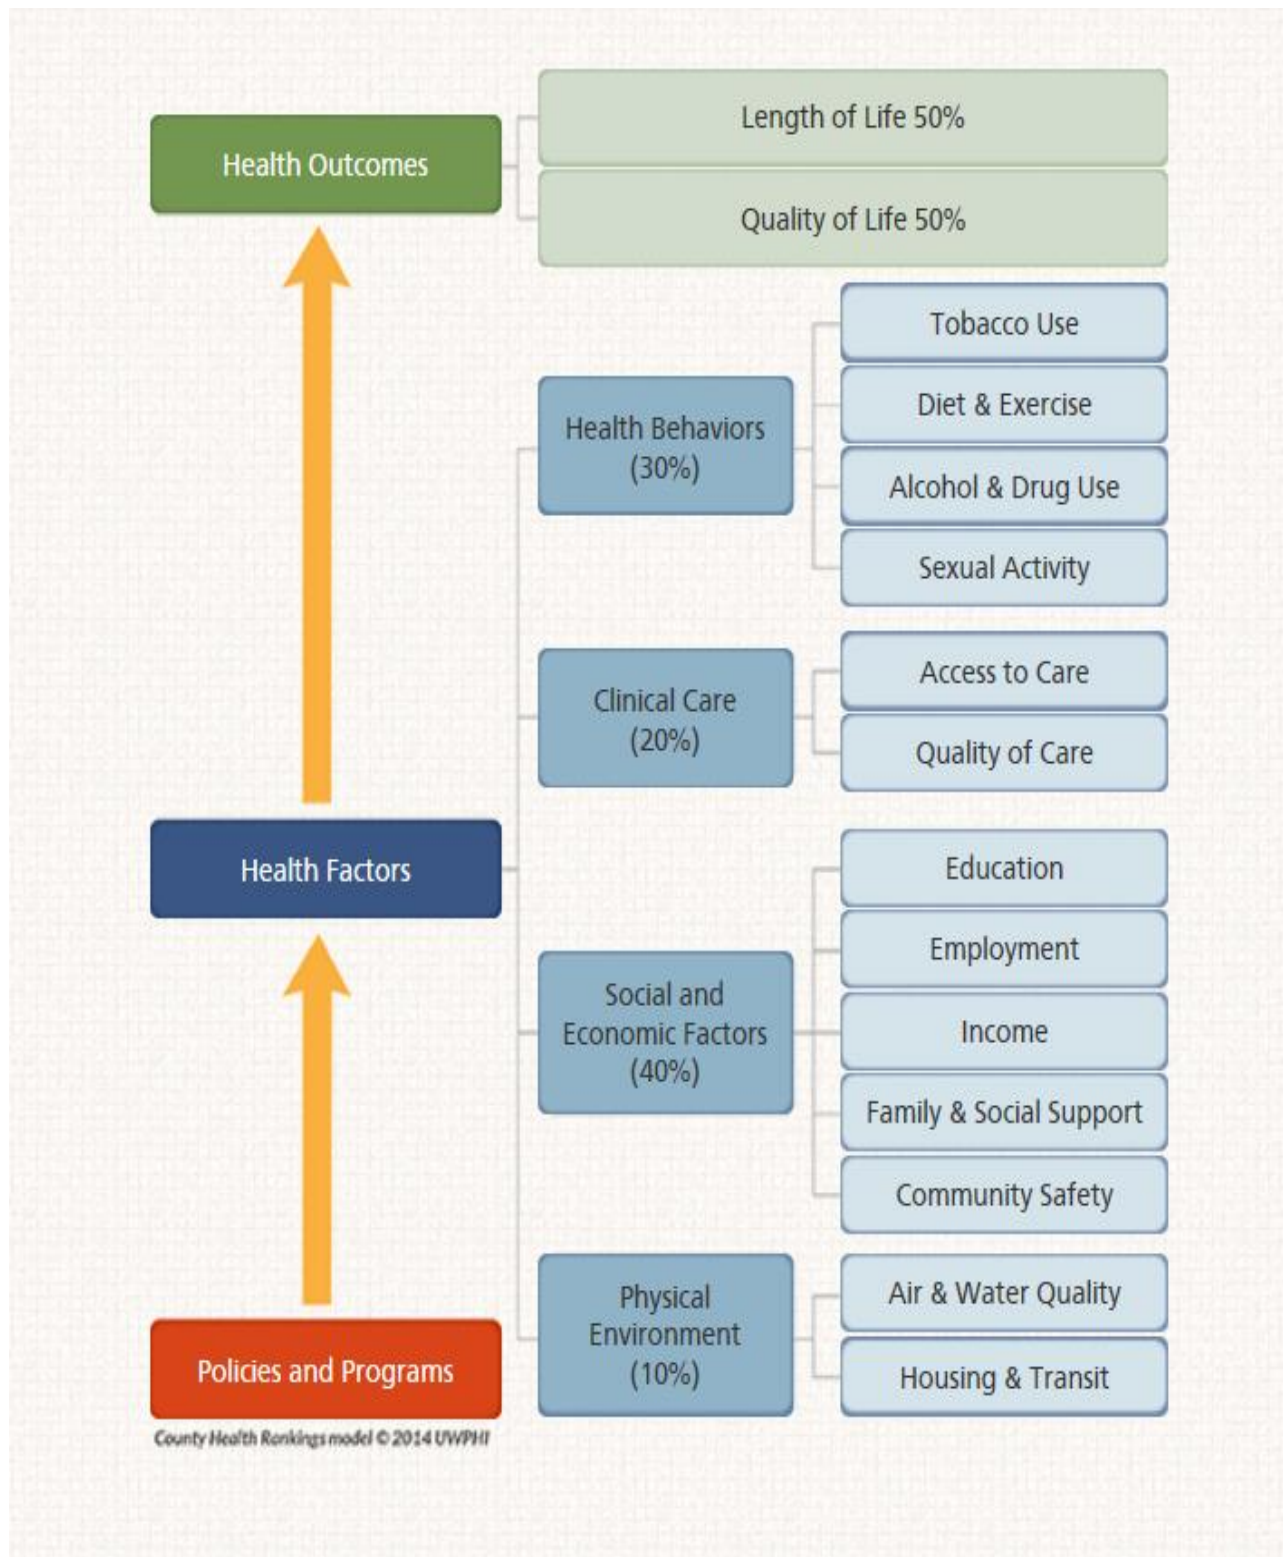 Length of Life 50%
Health Outcomes
Quality of Life 50%
Tobacco Use
Health Behaviors
(30%)
Diet & Exercise
Alcohol & Drug Use
Sexual Activity
Clinical Care
(20%)
Access to Care
Quality of Care
Health Factors
Social and
Economic Factors
(40%)
Education
Employment
Income
Family & Social Support
Community Safety
Physical
Environment
(10%)
Air & Water Quality
Housing & Transit
Policies and Programs
County Health Rankings model © 2014 UWPHI